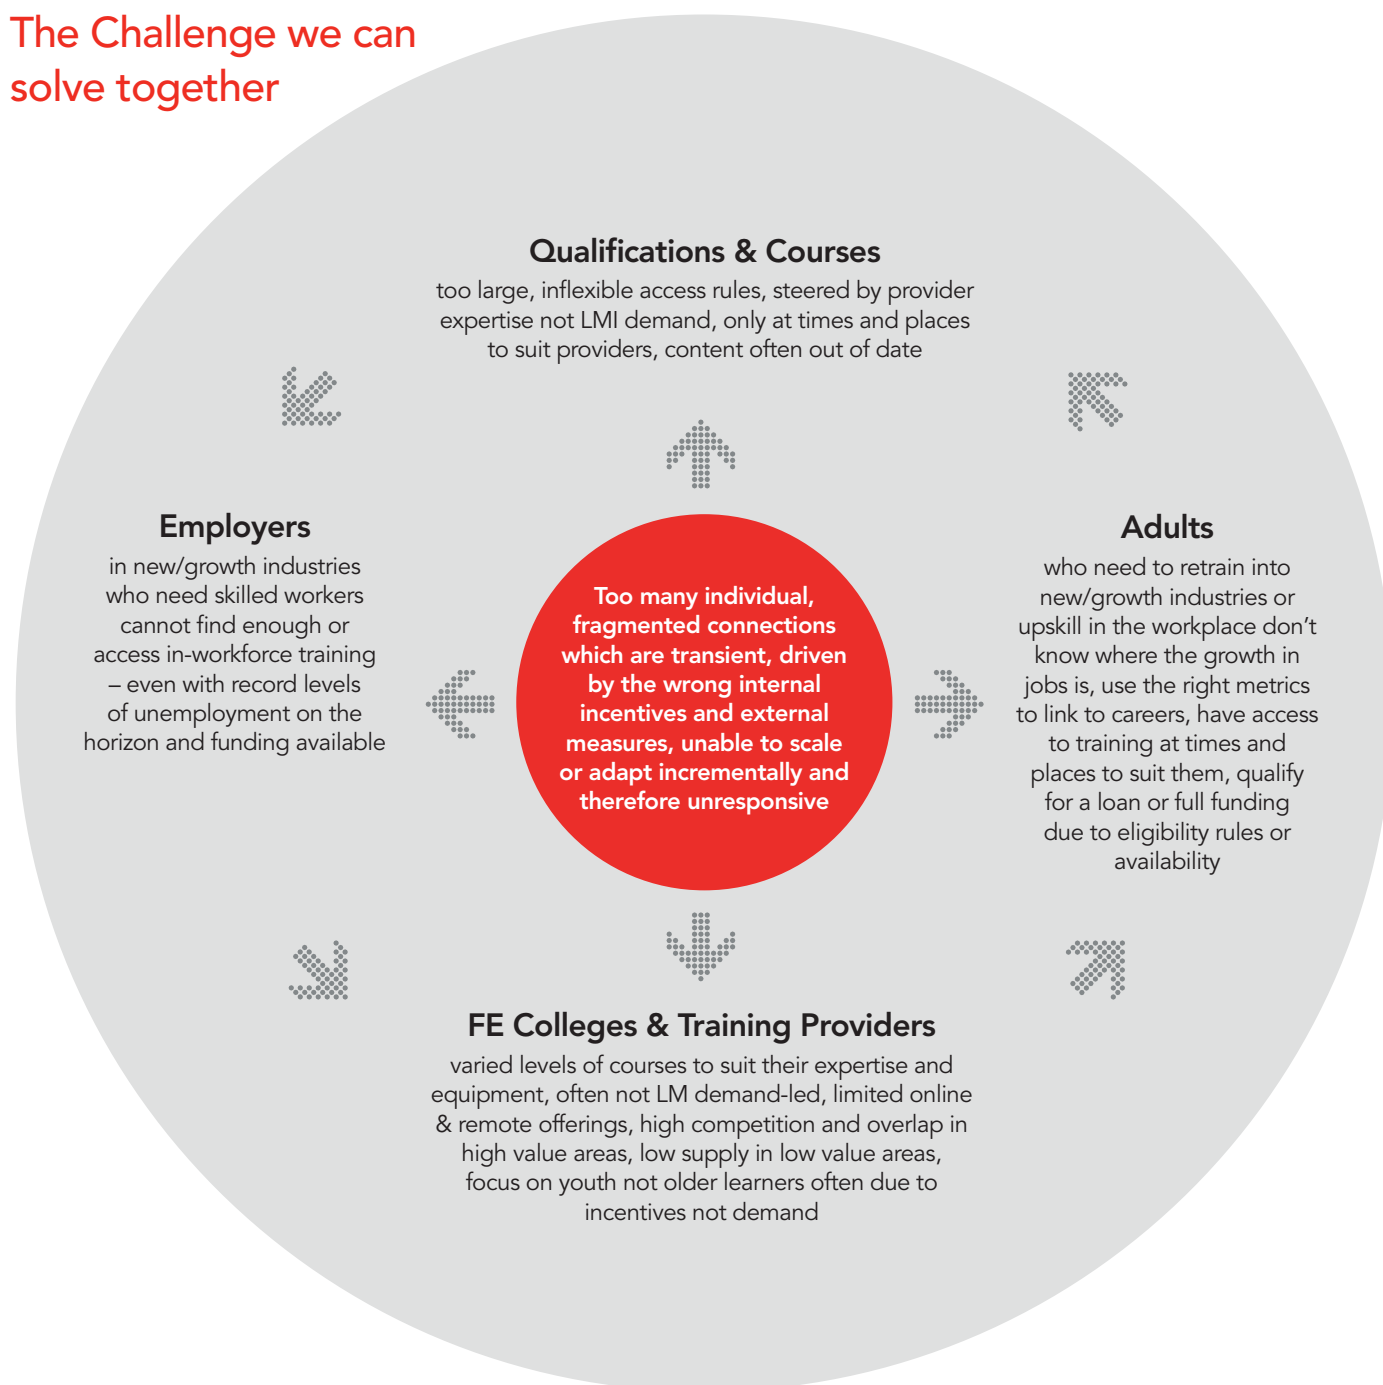 The Challenge we can
solve together
Qualifications & Courses
too large, inflexible access rules, steered by provider
expertise not LMI demand, only at times and places
to suit providers, content often out of date
Employers
in new/growth industries
who need skilled workers
cannot find enough or
access in-workforce training
– even with record levels
of unemployment on the
horizon and funding available
Too many individual,
fragmented connections
which are transient, driven
by the wrong internal
incentives and external
measures, unable to scale
or adapt incrementally and
therefore unresponsive
Adults
who need to retrain into
new/growth industries or
upskill in the workplace don’t
know where the growth in
jobs is, use the right metrics
to link to careers, have access
to training at times and
places to suit them, qualify
for a loan or full funding
due to eligibility rules or
availability
FE Colleges & Training Providers
varied levels of courses to suit their expertise and
equipment, often not LM demand-led, limited online
& remote offerings, high competition and overlap in
high value areas, low supply in low value areas,
focus on youth not older learners often due to
incentives not demand